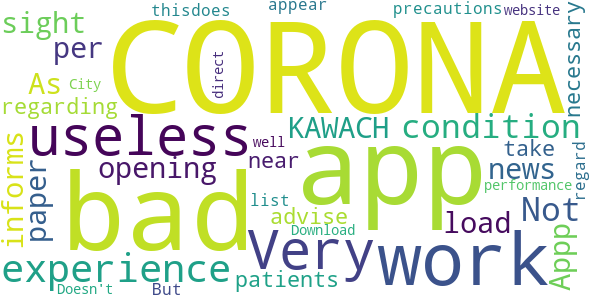 thisdoes
appear
precautions
website
sight
CORONA
per
direct
necessary
As
City
regarding
useless
well
KAWACH
condition
informs
paper
opening
near
app
take
news
regard
bad
performance
list
advise
load
Not
Appp
Very
work
Download
experience
patients
Doesn't
But